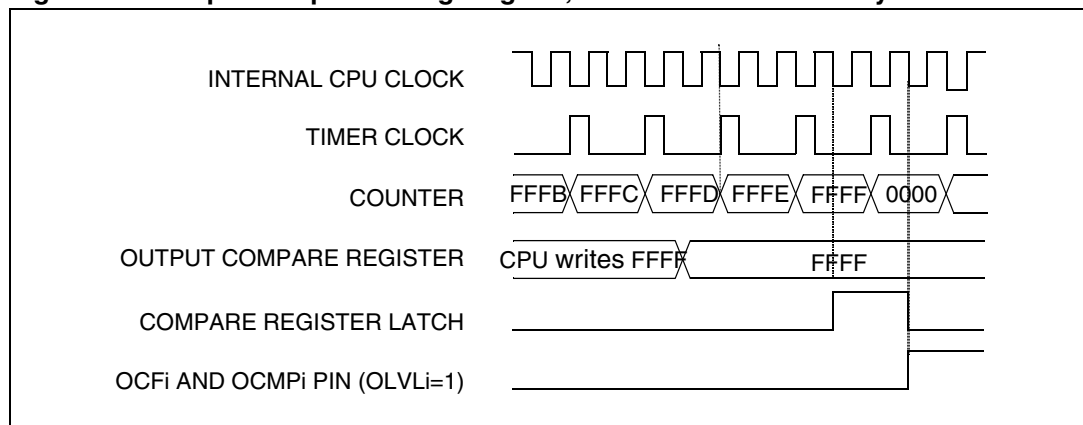 INTERNAL CPU CLOCK
TIMER CLOCK
COUNTER FFFB FFFC FFFD FFFE FFFF 0000
OUTPUT COMPARE REGISTER CPU writes FFFF FFFF
COMPARE REGISTER LATCH
OCFi AND OCMPi PIN (OLVLi=1)